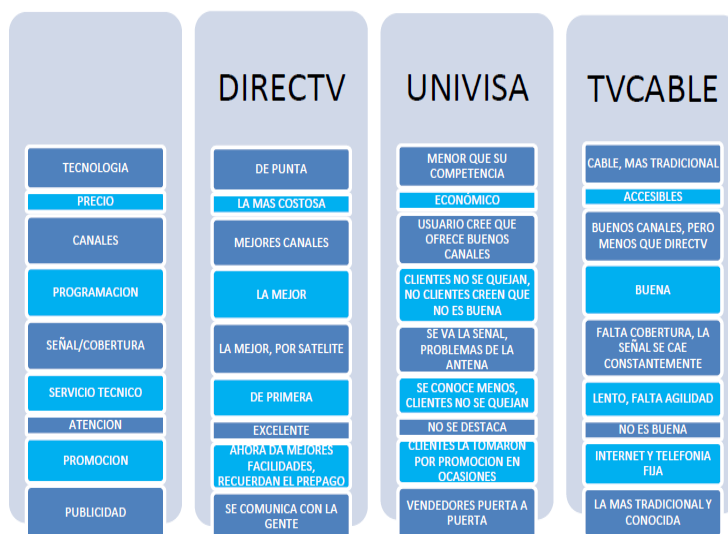 DIRECTV
UNIVISA
TVCABLE
TECNOLOGIA
DE PUNTA
MENOR QUE SU
COMPETENCIA
CABLE, MAS TRADICIONAL
PRECIO
LA MAS COSTOSA
ECONÓMICO
ACCESIBLES
CANALES
MEJORES CANALES
USUARIO CREE QUE
OFRECE BUENOS
CANALES
BUENOS CANALES, PERO
MENOS QUE DIRECTV
PROGRAMACION
LA MEJOR
CLIENTES NO SE QUEJAN,
NO CLIENTES CREEN QUE
NO ES BUENA
BUENA
SEÑAL/COBERTURA
LA MEJOR, POR SATELITE
SE VA LA SENAL,
PROBLEMAS DE LA
ANTENA
FALTA COBERTURA, LA
SEÑAL SE CAE
CONSTANTEMENTE
SERVICIO TECNICO
DE PRIMERA
SE CONOCE MENOS,
CLIENTES NO SE QUEJAN
LENTO, FALTA AGILIDAD
ATENCION
EXCELENTE
NO SE DESTACA
NO ES BUENA
PROMOCION
AHORA DA MEJORES
FACILIDADES,
RECUERDAN EL PREPAGO
CLIENTES LA TOMARON
POR PROMOCION EN
OCASIONES
INTERNET Y TELEFONIA
FIJA
PUBLICIDAD
SE COMUNICA CON LA
GENTE
VENDEDORES PUERTA A
PUERTA
LA MAS TRADICIONAL Y
CONOCIDA